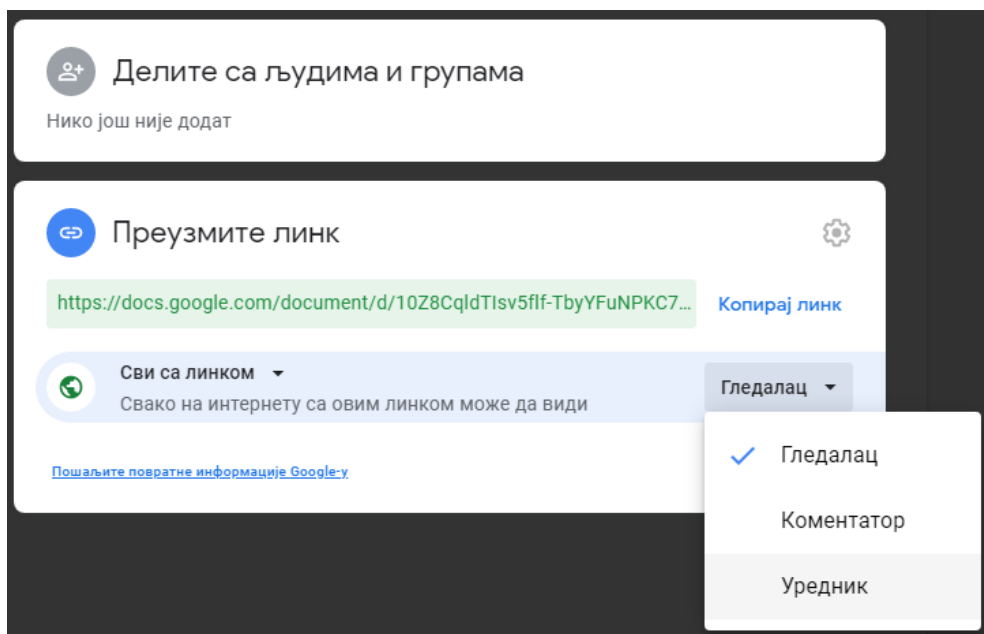 Делите са људима и групама
Нико још није додат
Преузмите линк
https://docs.google.com/document/d/10Z8CqldTIsv5flf-TbyYFuNPKC7...
Копирај линк
Сви са линком
Гледалац
Свако на интернету са овим линком може да види
Пошаљите повратне информације Google-у
Гледалац
Коментатор
Уредник